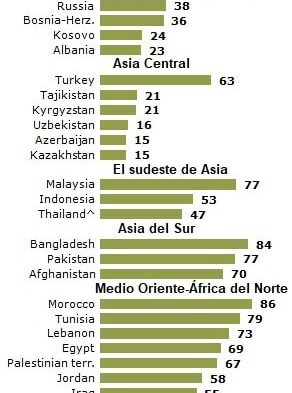 Russia 38
Bosnia-Herz. 36
Kosovo 24
Albania 23
Asia Central
Turkey 63
Tajikistan 21
Kyrgyzstan 21
Uzbekistan 16
Azerbaijan 15
Kazakhstan 15
El sudeste de Asia
Malaysia 77
Indonesia 53
Thailand^ 47
Asia del Sur
Bangladesh 84
Pakistan 77
Afghanistan 70
Medio Oriente-África del Norte
Morocco 86
Tunisia 79
Lebanon 73
Egypt 69
Palestinian terr. 67
Jordan 58
Iraq 55